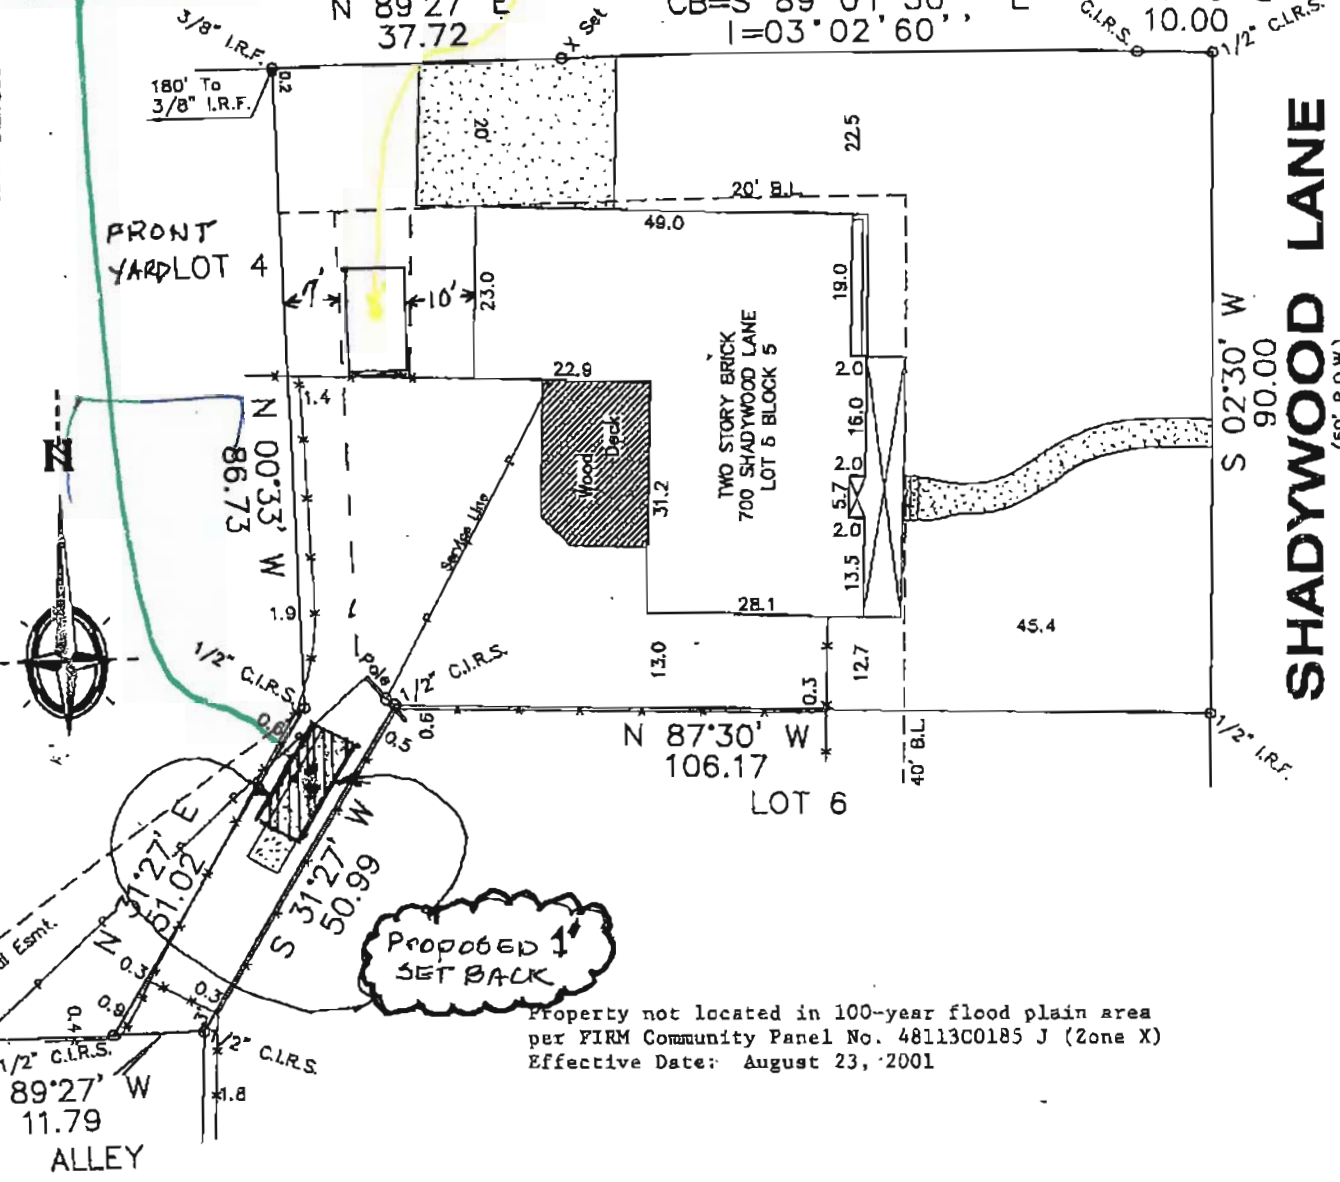 N 89°27' E
37.72
3/8" I.R.F.
X Set
CB=S 89°01'30'' E
I=03°02'60''
C.I.R.S.
10.00
1/2" C.I.R.S.
180' To
3/8" I.R.F.
0.2
20'
22.5
20' B.L.
49.0
FRONT
YARD LOT 4
7'
10'
23.0
19.0
SHADYWOOD LANE
S 02°30' W
90.00
(50' R.O.W)
TWO STORY BRICK
700 SHADYWOOD LANE
LOT 5 BLOCK 5
22.9
Wood
Deck
31.2
2.0
16.0
2.0
5.7
2.0
13.5
1.4
N 00°33' W
86.73
N
Service Line
1.9
28.1
45.4
13.0
12.7
0.3
1/2" C.I.R.S.
Pole
1/2" C.I.R.S.
0.6
0.5
0.6
N 87°30' W
106.17
40' B.L.
1/2" I.R.F.
LOT 6
N 31°27' E
51.02
S 31°27' W
50.99
PROPOSED 1'
SET BACK
Esmt.
0.3
0.3
0.9
0.4
1/2" C.I.R.S.
1/2" C.I.R.S.
89°27' W
11.79
1.8
ALLEY
Property not located in 100-year flood plain area
per FIRM Community Panel No. 48113C0185 J (Zone X)
Effective Date: August 23, 2001